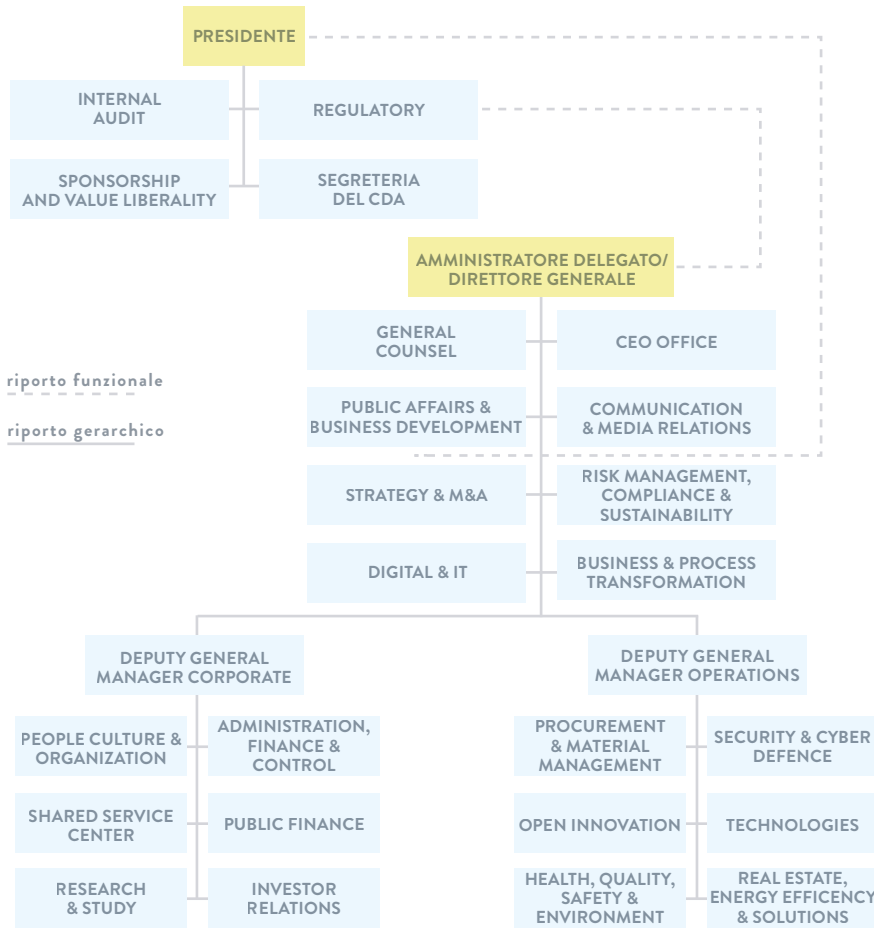 PRESIDENTE
INTERNAL
AUDIT
REGULATORY
SPONSORSHIP
AND VALUE LIBERALITY
SEGRETERIA
DEL CDA
AMMINISTRATORE DELEGATO/
DIRETTORE GENERALE
GENERAL
COUNSEL
CEO OFFICE
riporto funzionale
riporto gerarchico
PUBLIC AFFAIRS &
BUSINESS DEVELOPMENT
COMMUNICATION
& MEDIA RELATIONS
STRATEGY & M&A
RISK MANAGEMENT,
COMPLIANCE &
SUSTAINABILITY
DIGITAL & IT
BUSINESS & PROCESS
TRANSFORMATION
DEPUTY GENERAL
MANAGER CORPORATE
DEPUTY GENERAL
MANAGER OPERATIONS
PEOPLE CULTURE &
ORGANIZATION
ADMINISTRATION,
FINANCE &
CONTROL
PROCUREMENT
& MATERIAL
MANAGEMENT
SECURITY & CYBER
DEFENCE
SHARED SERVICE
CENTER
PUBLIC FINANCE
OPEN INNOVATION
TECHNOLOGIES
RESEARCH
& STUDY
INVESTOR
RELATIONS
HEALTH, QUALITY,
SAFETY &
ENVIRONMENT
REAL ESTATE,
ENERGY EFFICENCY
& SOLUTIONS